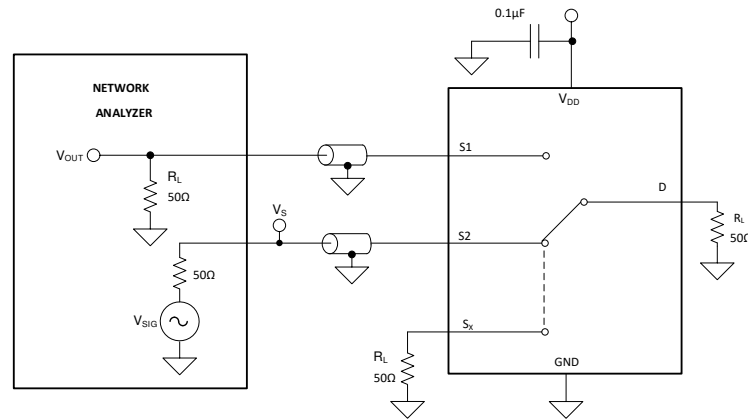 0.1µF
NETWORK
ANALYZER
VDD
VOUT
S1
RL
50Ω
D
VS
RL
50Ω
S2
50Ω
VSIG
SX
RL
50Ω
GND